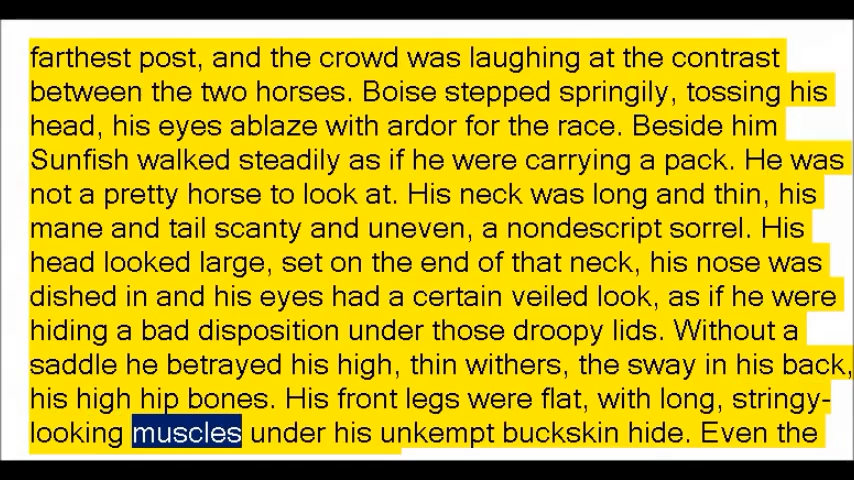 farthest post, and the crowd was laughing at the contrast
between the two horses. Boise stepped springily, tossing his
head, his eyes ablaze with ardor for the race. Beside him
Sunfish walked steadily as if he were carrying a pack. He was
not a pretty horse to look at. His neck was long and thin, his
mane and tail scanty and uneven, a nondescript sorrel. His
head looked large, set on the end of that neck, his nose was
dished in and his eyes had a certain veiled look, as if he were
hiding a bad disposition under those droopy lids. Without a
saddle he betrayed his high, thin withers, the sway in his back,
his high hip bones. His front legs were flat, with long, stringy-
looking muscles under his unkempt buckskin hide. Even the